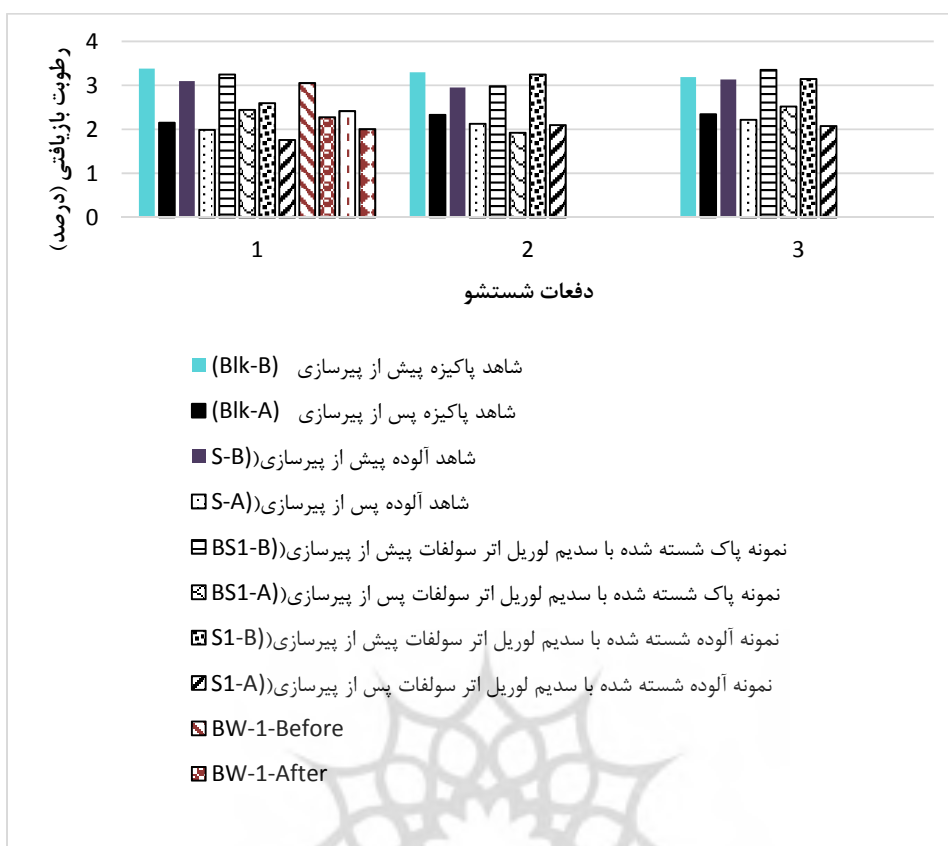 رطوبت بازیافتی (درصد)
4
3
2
1
0
1 2 3
دفعات شستشو
شاهد پاکیزه پیش از پیرسازی (Blk-B)
شاهد پاکیزه پس از پیرسازی (Blk-A)
شاهد آلوده پیش از پیرسازی((S-B
شاهد آلوده پس از پیرسازی((S-A
نمونه پاک شسته شده با سدیم لوریل اتر سولفات پیش از پیرسازی((BS1-B
نمونه پاک شسته شده با سدیم لوریل اتر سولفات پس از پیرسازی((BS1-A
نمونه آلوده شسته شده با سدیم لوریل اتر سولفات پیش از پیرسازی((S1-B
نمونه آلوده شسته شده با سدیم لوریل اتر سولفات پس از پیرسازی((S1-A
BW-1-Before
BW-1-After